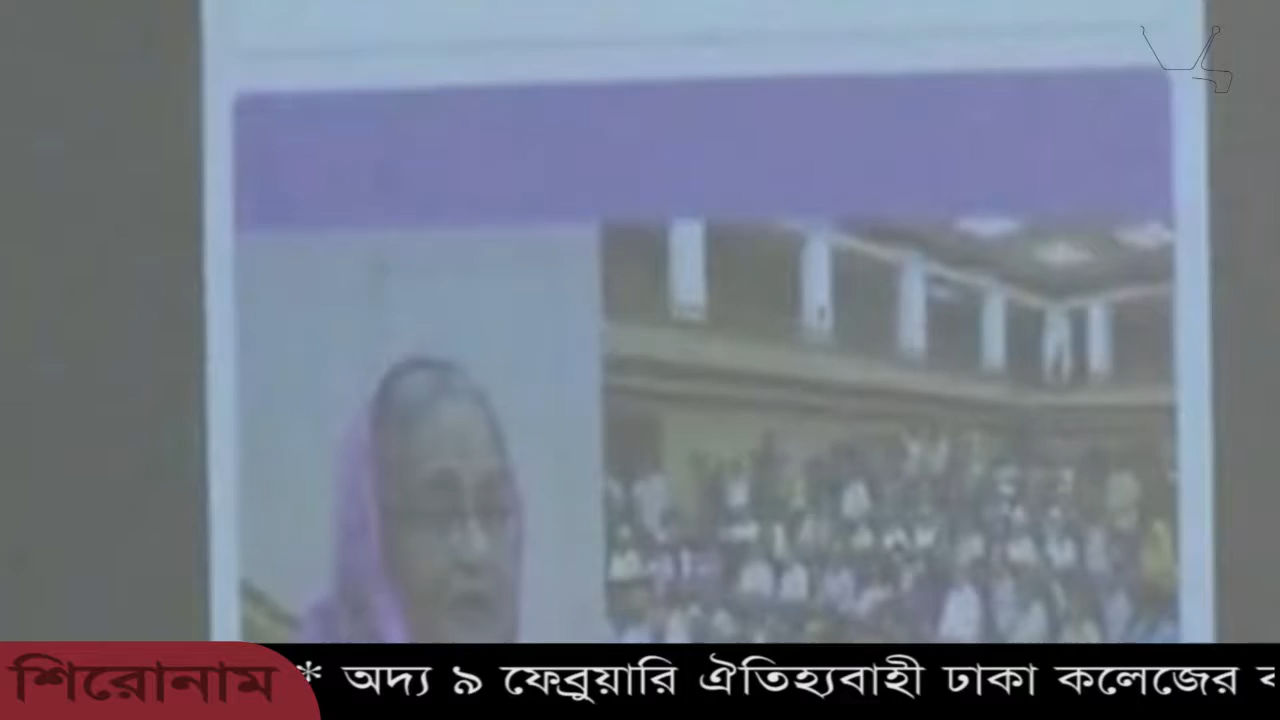 শিরোনাম
* অদ্য ৯ ফেব্রুয়ারি ঐতিহ্যবাহী ঢাকা কলেজের